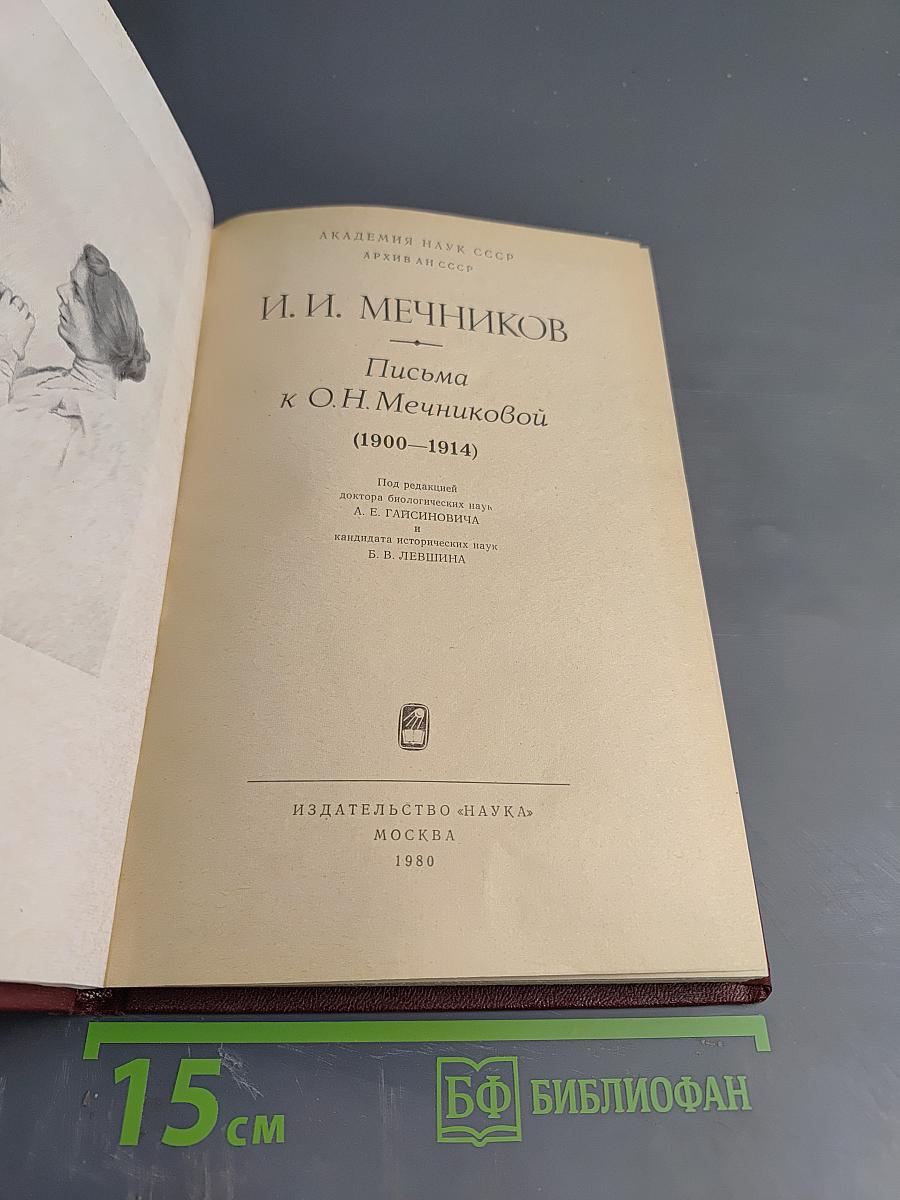 АКАДЕМИЯ НАУК СССР
АРХИВ АН СССР
И. И. МЕЧНИКОВ
Письма
к О. Н. Мечниковой
(1900—1914)
Под редакцией
доктора биологических наук
А. Е. ГАЙСИНОВИЧА
и
кандидата исторических наук
Б. В. ЛЕВШИНА
ИЗДАТЕЛЬСТВО «НАУКА»
МОСКВА
1980
15 см
БФ БИБЛИОФАН